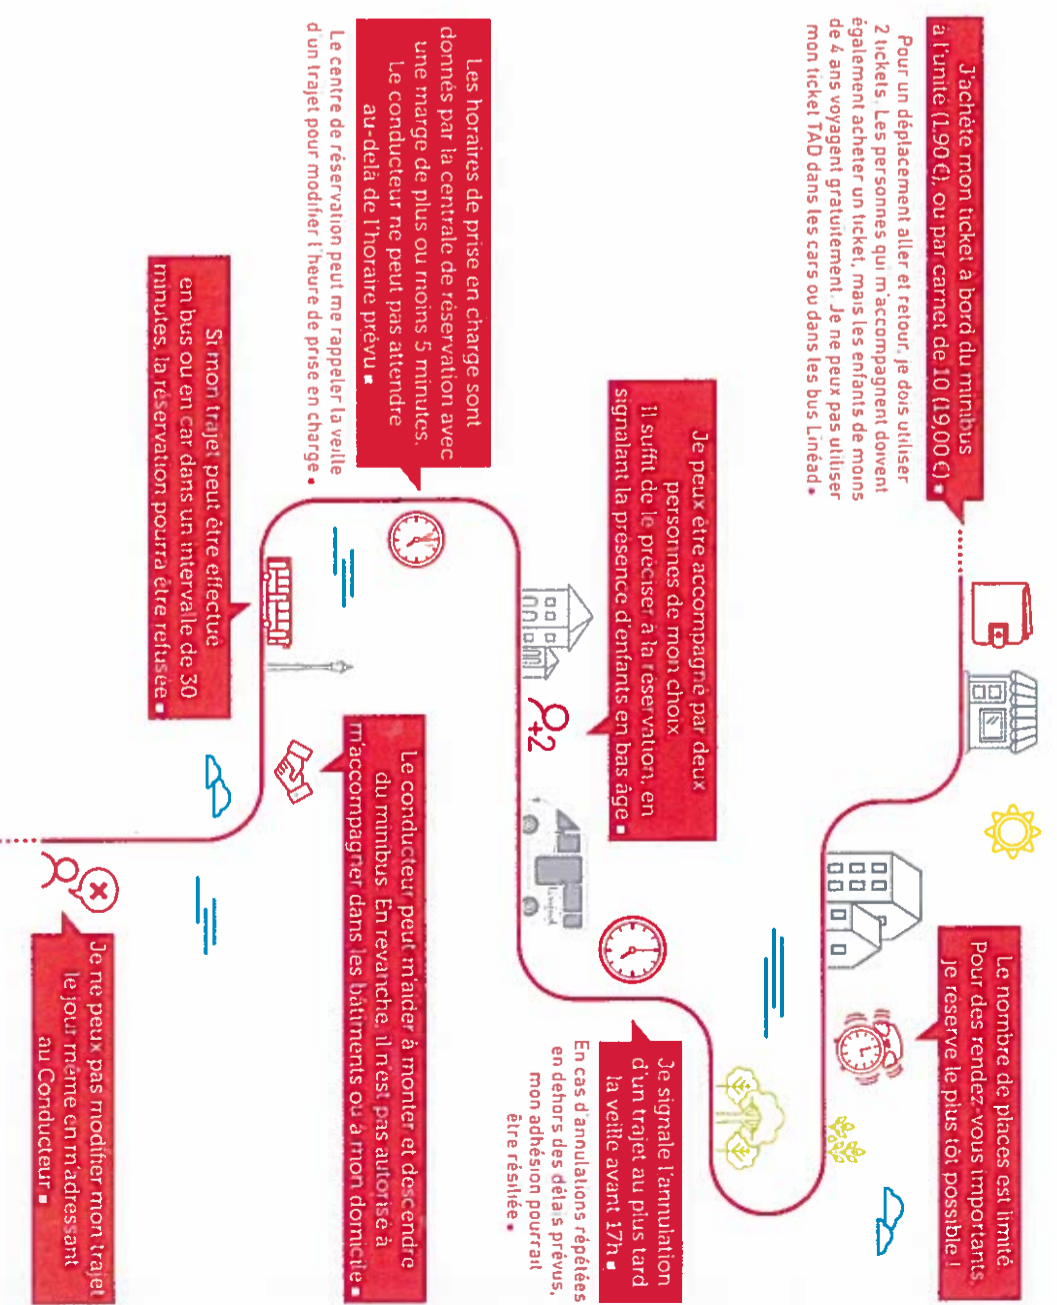 J'achète mon ticket à bord du minibus
à l'unité (1,90 €), ou par carnet de 10 (19,00 €) ▪
Pour un déplacement aller et retour, je dois utiliser
2 tickets. Les personnes qui m'accompagnent doivent
également acheter un ticket, mais les enfants de moins
de 4 ans voyagent gratuitement. Je ne peux pas utiliser
mon ticket TAD dans les cars ou dans les bus Linéad ▪
Le nombre de places est limité.
Pour des rendez-vous importants,
je réserve le plus tôt possible !
Je peux être accompagné par deux
personnes de mon choix
il suffit de le préciser à la réservation, en
signalant la présence d'enfants en bas âge ▪
+2
Je signale l'annulation
d'un trajet au plus tard
la veille avant 17h ▪
En cas d'annulations répétées
en dehors des délais prévus,
mon adhésion pourrait
être résiliée ▪
Les horaires de prise en charge sont
donnés par la centrale de réservation avec
une marge de plus ou moins 5 minutes.
Le conducteur ne peut pas attendre
au-delà de l'horaire prévu ▪
Le centre de réservation peut me rappeler la veille
d'un trajet pour modifier l'heure de prise en charge ▪
Le conducteur peut m'aider à monter et descendre
du minibus. En revanche, il n'est pas autorisé à
m'accompagner dans les bâtiments ou à mon domicile ▪
Si mon trajet peut être effectué
en bus ou en car dans un intervalle de 30
minutes, la réservation pourra être refusée ▪
Je ne peux pas modifier mon trajet
le jour même en m'adressant
au Conducteur ▪